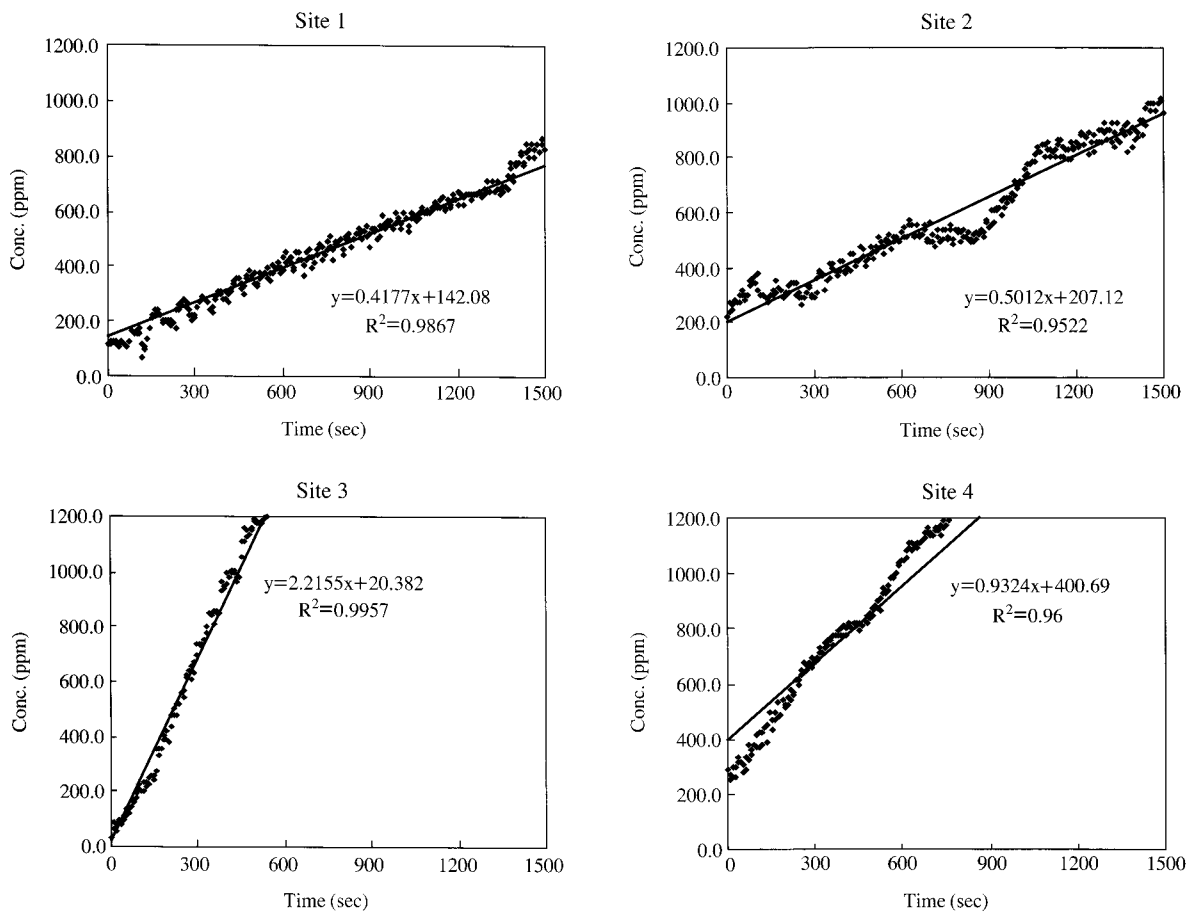 Site 1
1200.0
1000.0
800.0
600.0
400.0
200.0
0.0
Conc. (ppm)
y=0.4177x+142.08
R²=0.9867
0 300 600 900 1200 1500
Time (sec)
Site 2
1200.0
1000.0
800.0
600.0
400.0
200.0
0.0
Conc. (ppm)
y=0.5012x+207.12
R²=0.9522
0 300 600 900 1200 1500
Time (sec)
Site 3
1200.0
1000.0
800.0
600.0
400.0
200.0
0.0
Conc. (ppm)
y=2.2155x+20.382
R²=0.9957
0 300 600 900 1200 1500
Time (sec)
Site 4
1200.0
1000.0
800.0
600.0
400.0
200.0
0.0
Conc. (ppm)
y=0.9324x+400.69
R²=0.96
0 300 600 900 1200 1500
Time (sec)